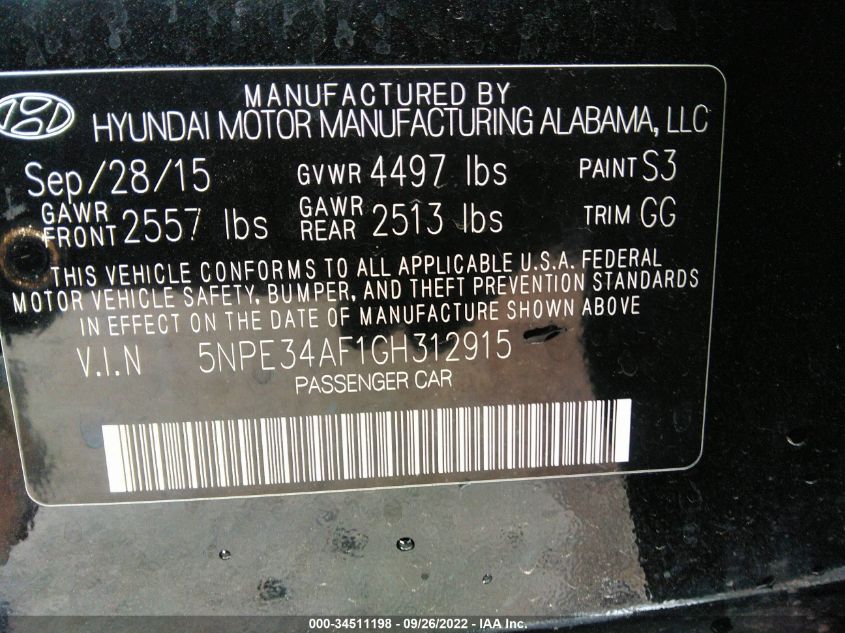 MANUFACTURED BY
HYUNDAI MOTOR MANUFACTURING ALABAMA, LLC
Sep/28/15 GVWR 4497 lbs PAINT S3
GAWR FRONT 2557 lbs GAWR REAR 2513 lbs TRIM GG
THIS VEHICLE CONFORMS TO ALL APPLICABLE U.S.A. FEDERAL
MOTOR VEHICLE SAFETY, BUMPER, AND THEFT PREVENTION STANDARDS
IN EFFECT ON THE DATE OF MANUFACTURE SHOWN ABOVE
V.I.N 5NPE34AF1GH312915
PASSENGER CAR
000-34511198 - 09/26/2022 - IAA Inc.